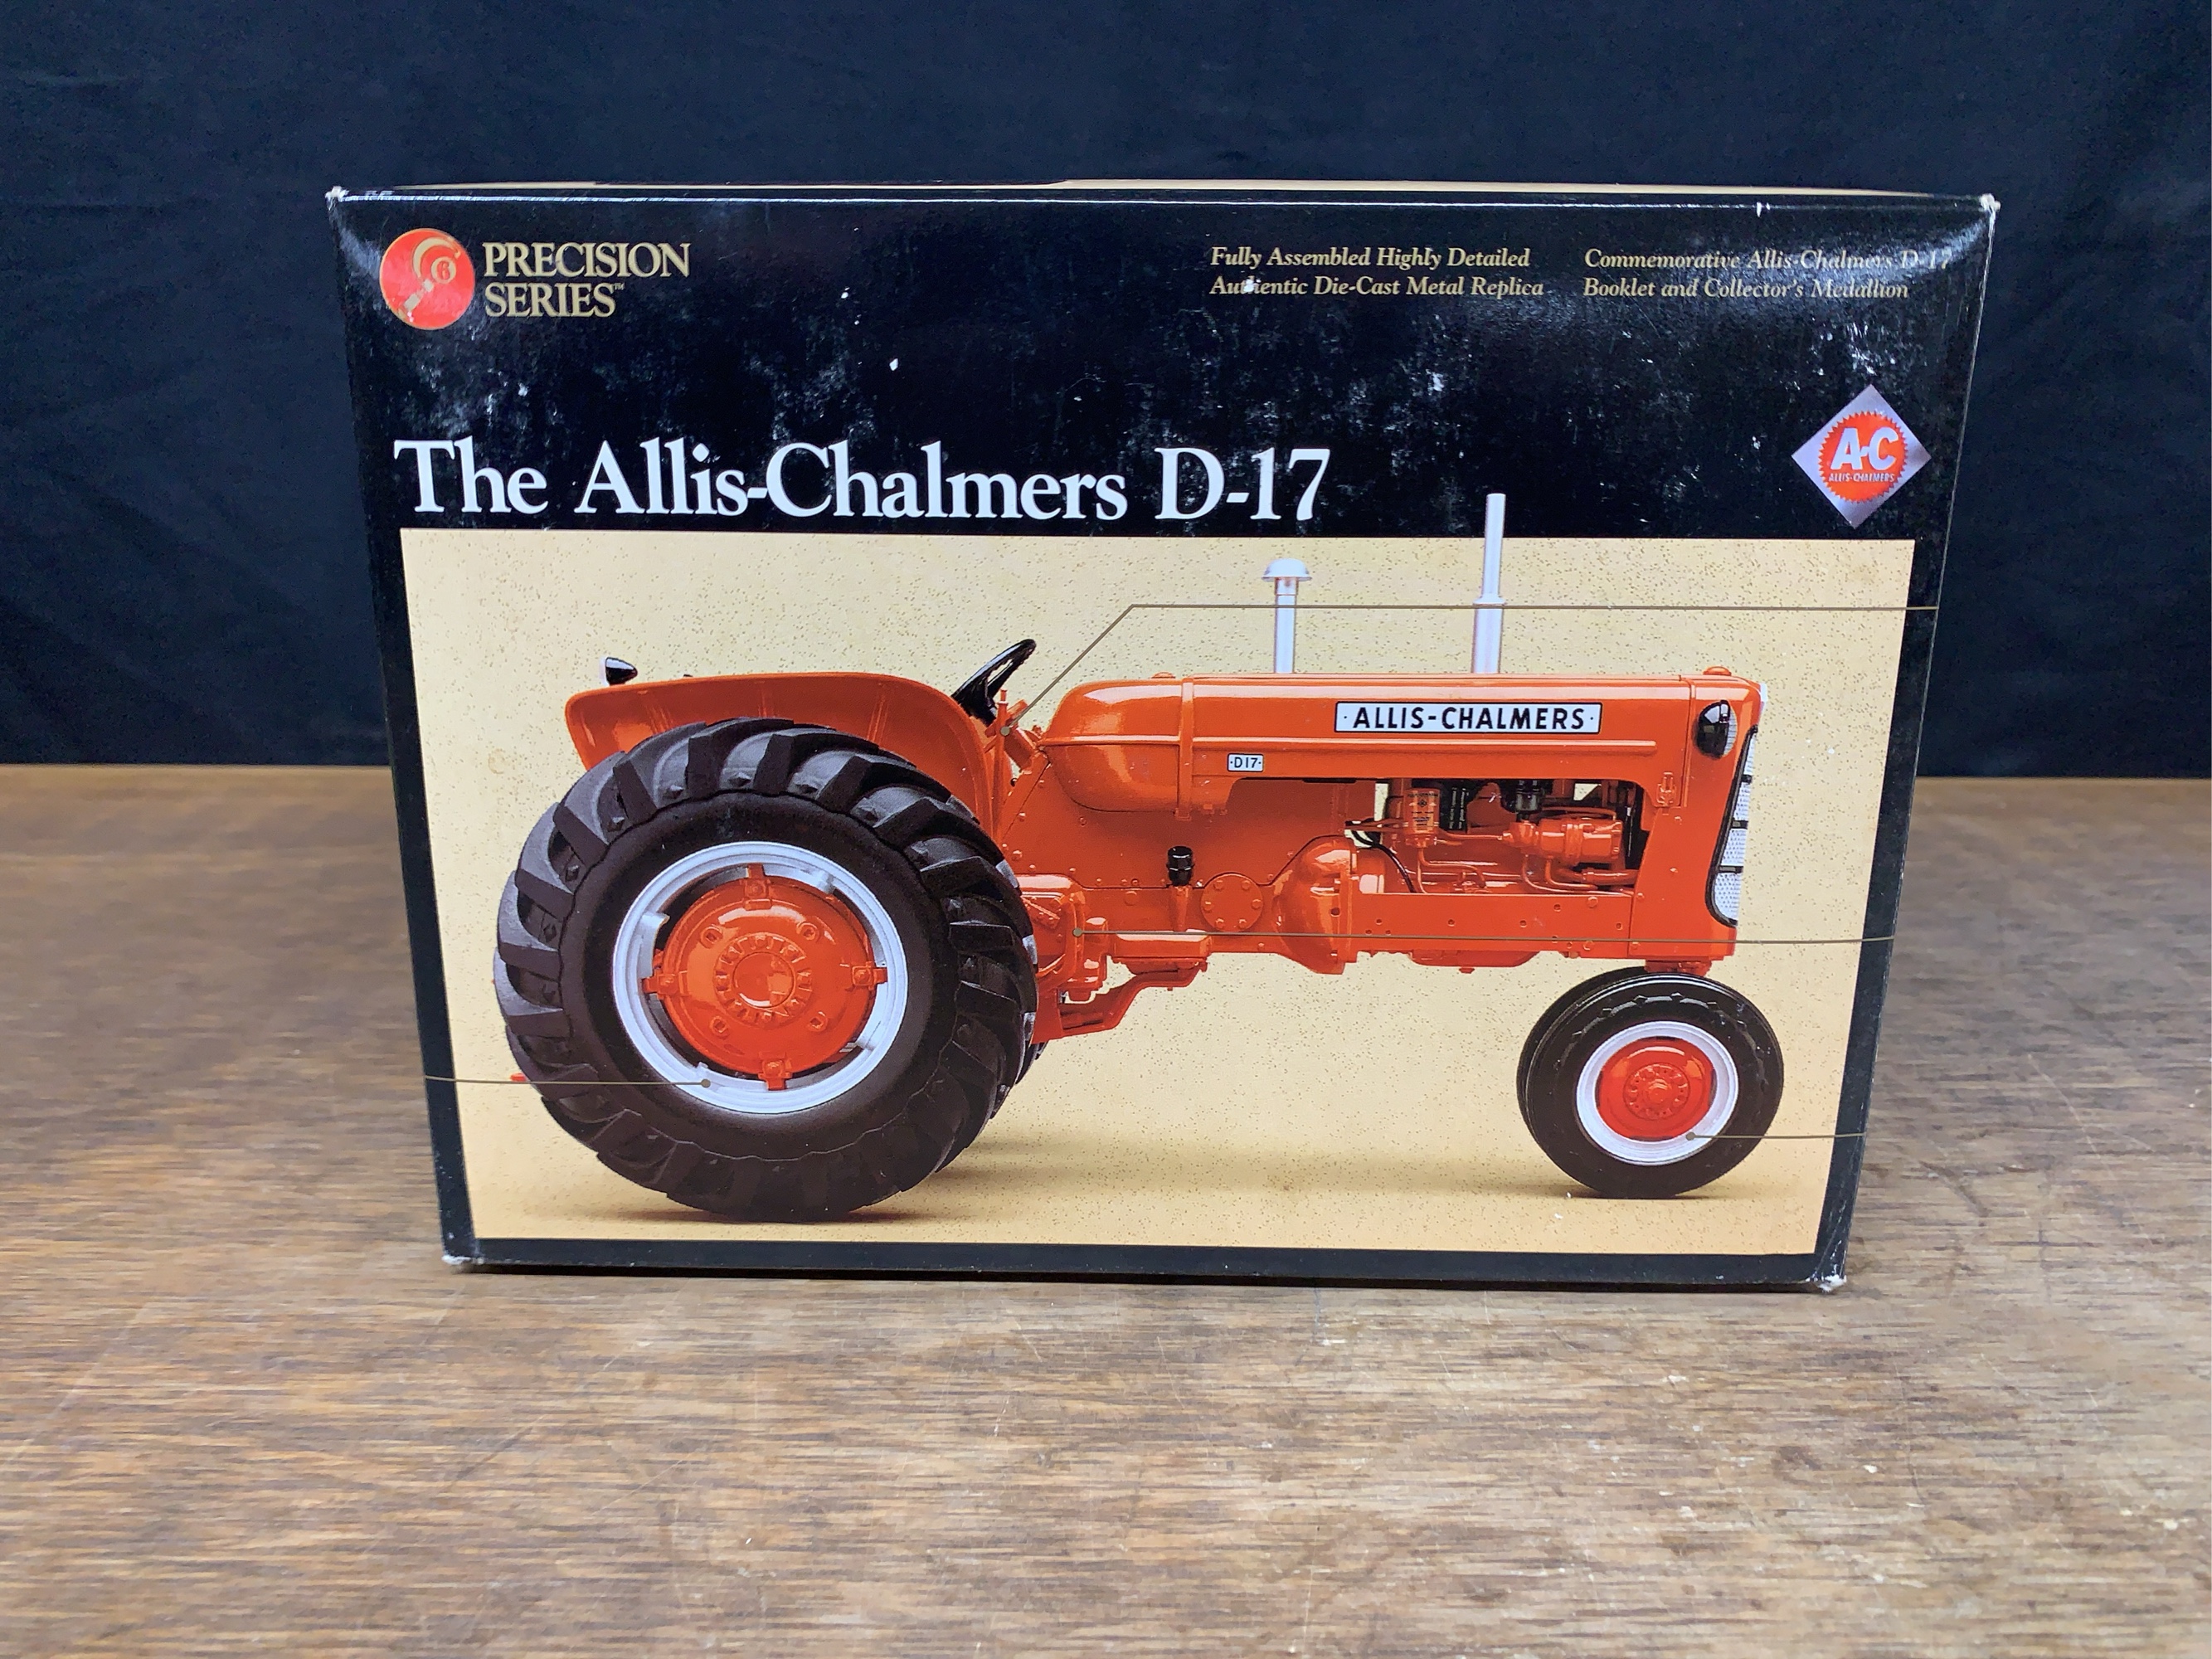 PRECISION
SERIES™
Fully Assembled Highly Detailed
Authentic Die-Cast Metal Replica
Commemorative Allis-Chalmers D-17
Booklet and Collector's Medallion
A-C
ALLIS-CHALMERS
The Allis-Chalmers D-17
·ALLIS-CHALMERS·
·D17·